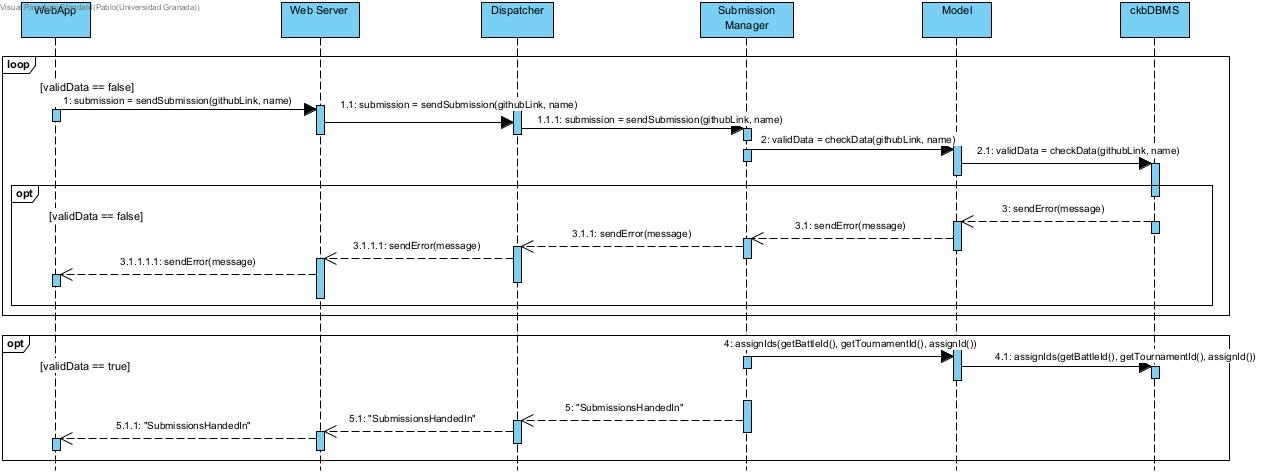 Visual Paradigm Standard(Pablo(Universidad Granada))
WebApp
Web Server
Dispatcher
Submission
Manager
Model
ckbDBMS
loop
[validData == false]
1: submission = sendSubmission(githubLink, name)
1.1: submission = sendSubmission(githubLink, name)
1.1.1: submission = sendSubmission(githubLink, name)
2: validData = checkData(githubLink, name)
2.1: validData = checkData(githubLink, name)
opt
[validData == false]
3: sendError(message)
3.1: sendError(message)
3.1.1: sendError(message)
3.1.1.1: sendError(message)
3.1.1.1.1: sendError(message)
opt
[validData == true]
4: assignIds(getBattleId(), getTournamentId(), assignId())
4.1: assignIds(getBattleId(), getTournamentId(), assignId())
5: "SubmissionsHandedIn"
5.1: "SubmissionsHandedIn"
5.1.1: "SubmissionsHandedIn"